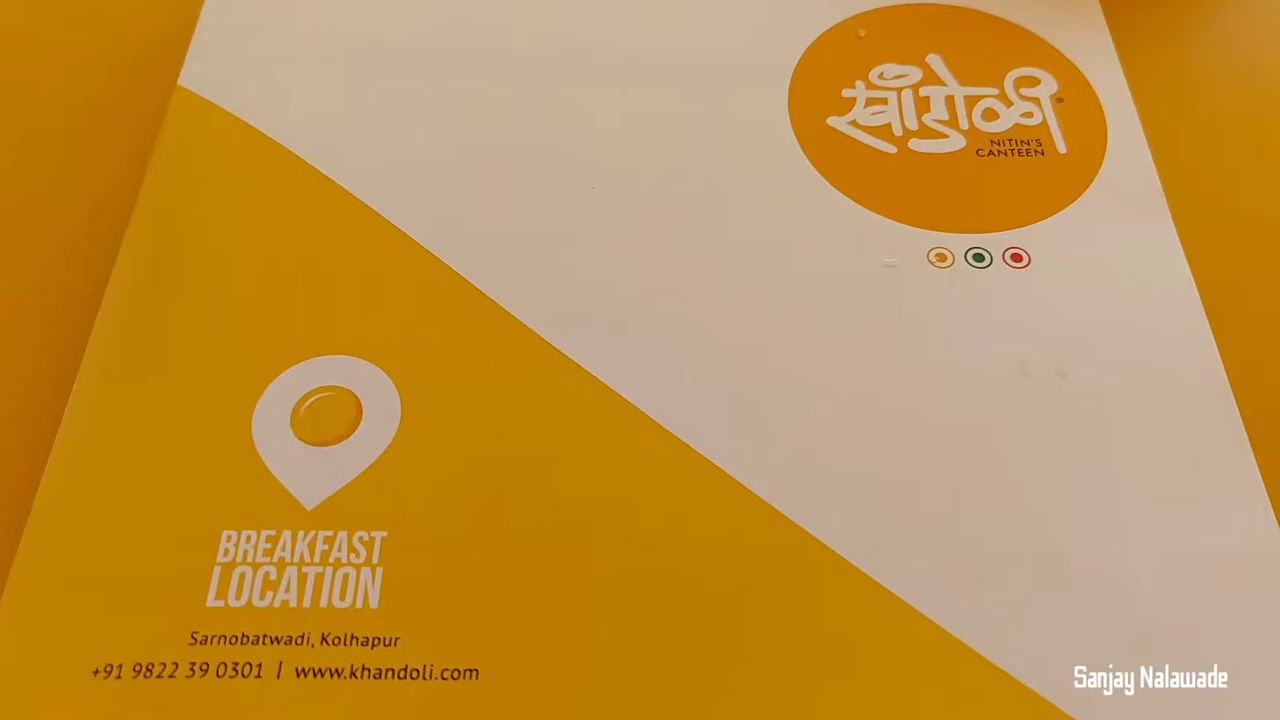 खांडोळी®
NITIN'S
CANTEEN
BREAKFAST
LOCATION
Sarnobatwadi, Kolhapur
+91 9822 39 0301 | www.khandoli.com
Sanjay Nalawade